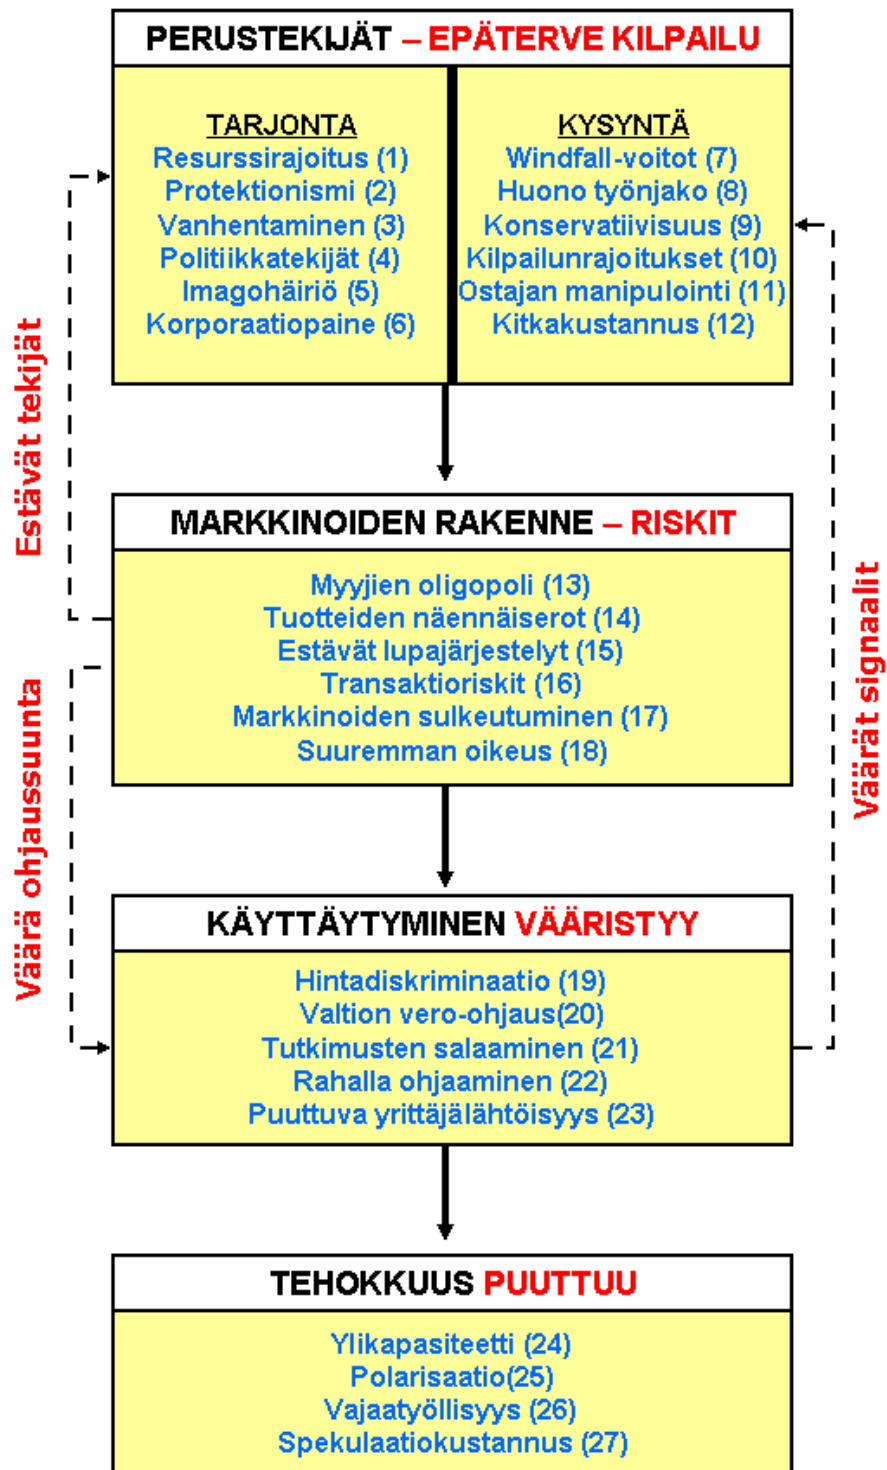 PERUSTEKIJÄT – EPÄTERVE KILPAILU
TARJONTA
Resurssirajoitus (1)
Protektionismi (2)
Vanhentaminen (3)
Politiikkatekijät (4)
Imagohäiriö (5)
Korporaatiopaine (6)
KYSYNTÄ
Windfall-voitot (7)
Huono työnjako (8)
Konservatiivisuus (9)
Kilpailunrajoitukset (10)
Ostajan manipulointi (11)
Kitkakustannus (12)
Estävät tekijät
MARKKINOIDEN RAKENNE – RISKIT
Myyjien oligopoli (13)
Tuotteiden näennäiserot (14)
Estävät lupajärjestelyt (15)
Transaktioriskit (16)
Markkinoiden sulkeutuminen (17)
Suuremman oikeus (18)
Väärä ohjaussuunta
Väärät signaalit
KÄYTTÄYTYMINEN VÄÄRISTYY
Hintadiskriminaatio (19)
Valtion vero-ohjaus(20)
Tutkimusten salaaminen (21)
Rahalla ohjaaminen (22)
Puuttuva yrittäjälähtöisyys (23)
TEHOKKUUS PUUTTUU
Ylikapasiteetti (24)
Polarisaatio(25)
Vajaatyöllisyys (26)
Spekulaatiokustannus (27)